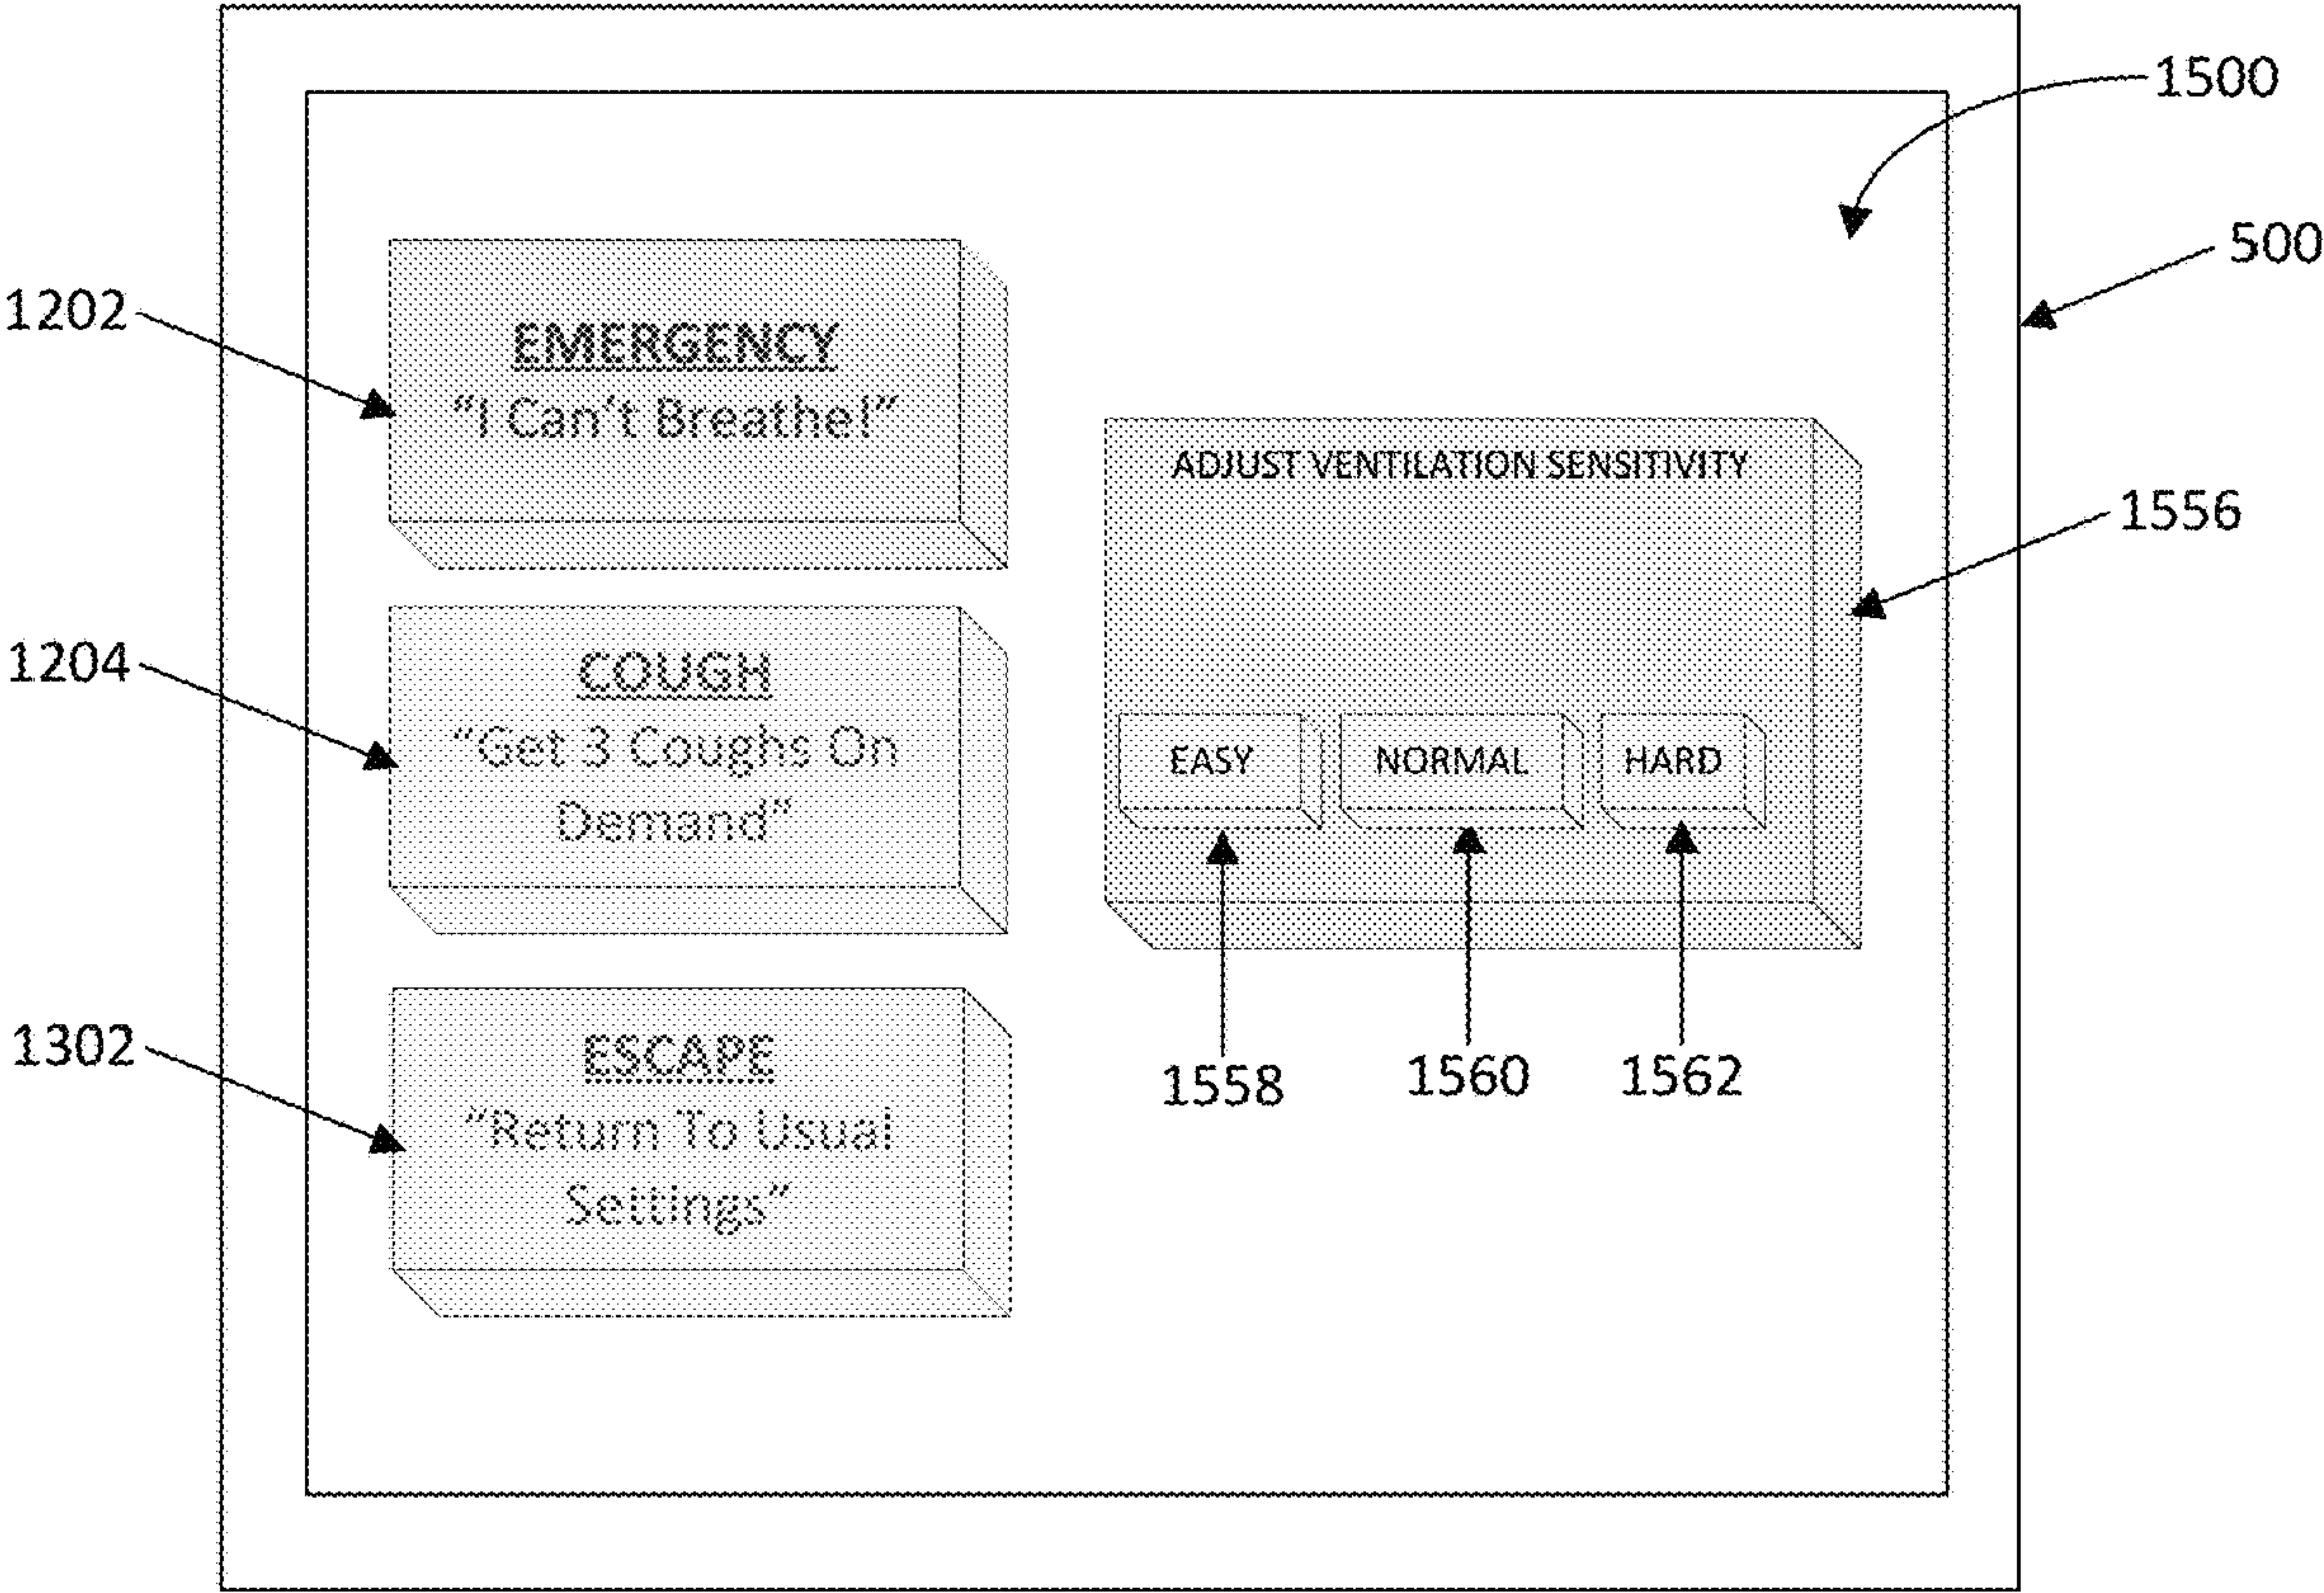 1500
500
1202
EMERGENCY
“I Can’t Breathe!”
ADJUST VENTILATION SENSITIVITY
1556
1204
COUGH
“Get 3 Coughs On
Demand”
EASY
NORMAL
HARD
1558
1560
1562
1302
ESCAPE
“Return To Usual
Settings”